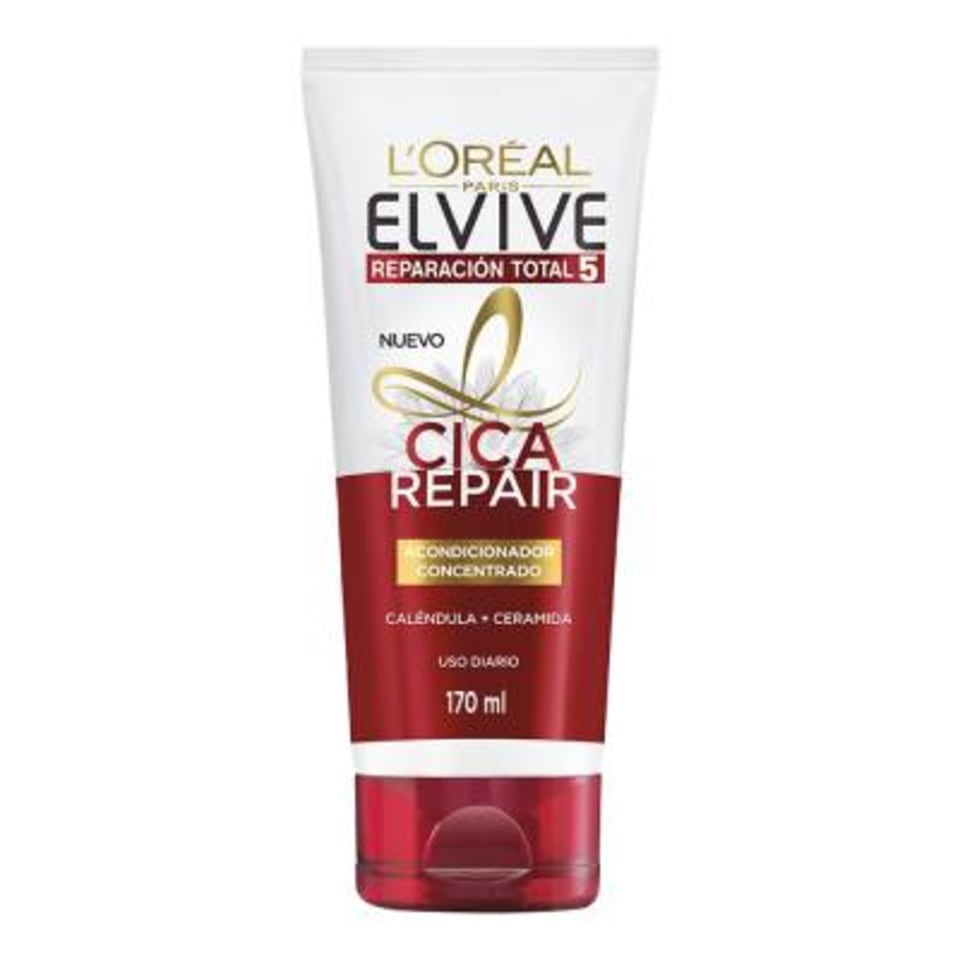 L'ORÉAL
PARIS
ELVIVE
REPARACIÓN TOTAL 5
NUEVO
CICA
REPAIR
ACONDICIONADOR
CONCENTRADO
CALÉNDULA + CERAMIDA
USO DIARIO
170 ml